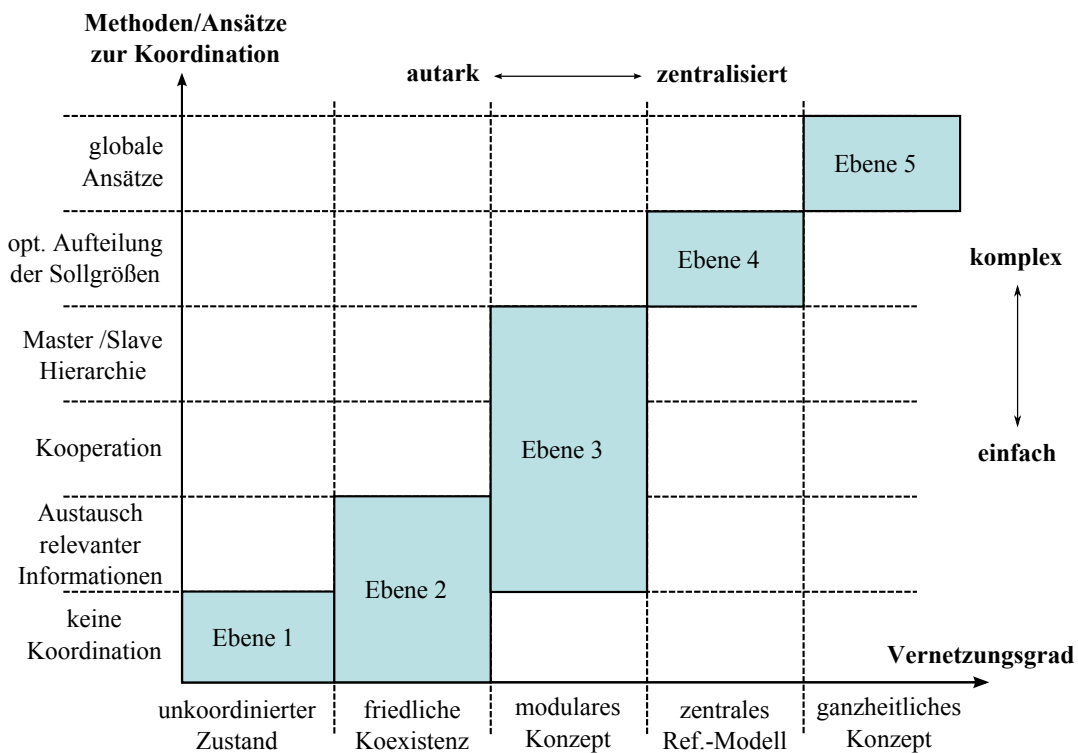 Methoden/Ansätze
zur Koordination
autark
zentralisiert
globale
Ansätze
Ebene 5
opt. Aufteilung
der Sollgrößen
Ebene 4
komplex
Master /Slave
Hierarchie
Kooperation
Ebene 3
einfach
Austausch
relevanter
Informationen
Ebene 2
keine
Koordination
Ebene 1
Vernetzungsgrad
unkoordinierter
Zustand
friedliche
Koexistenz
modulares
Konzept
zentrales
Ref.-Modell
ganzheitliches
Konzept